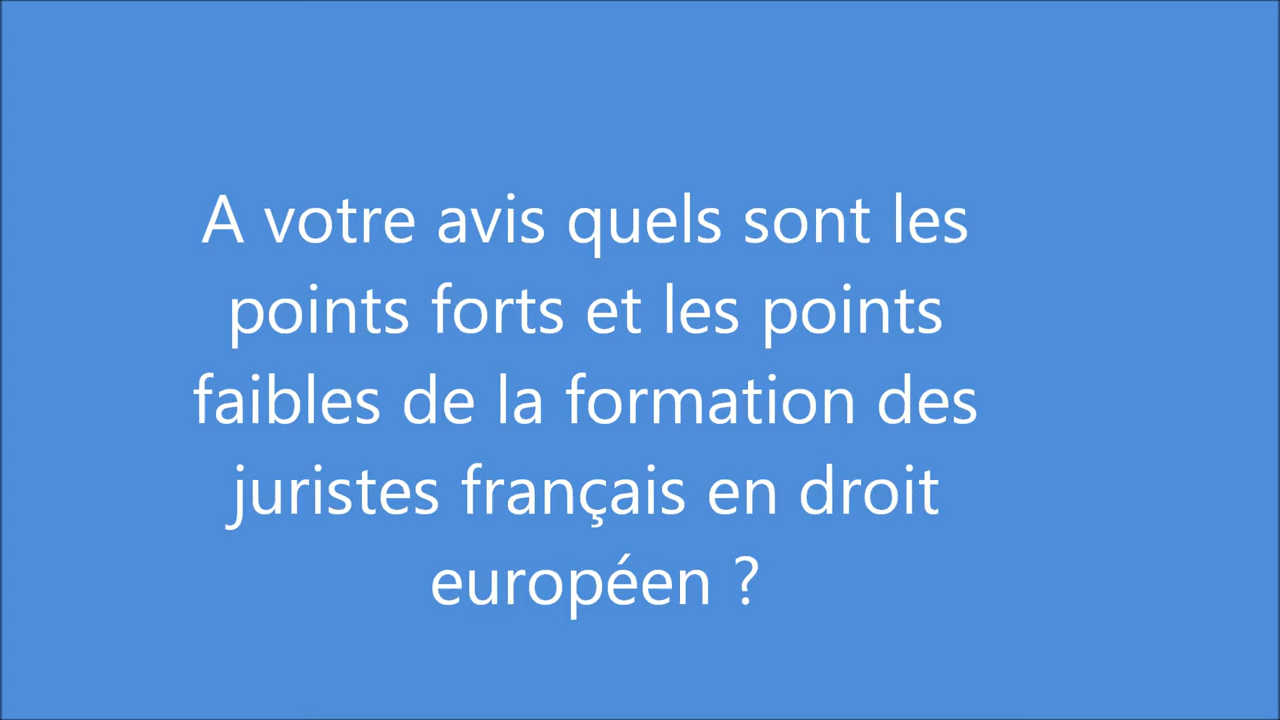 A votre avis quels sont les
points forts et les points
faibles de la formation des
juristes français en droit
européen ?